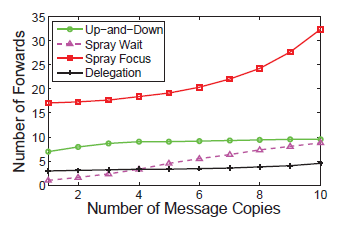 35
30
25
20
15
10
5
0
Number of Forwards
Up-and-Down
Spray Wait
Spray Focus
Delegation
2 4 6 8 10
Number of Message Copies